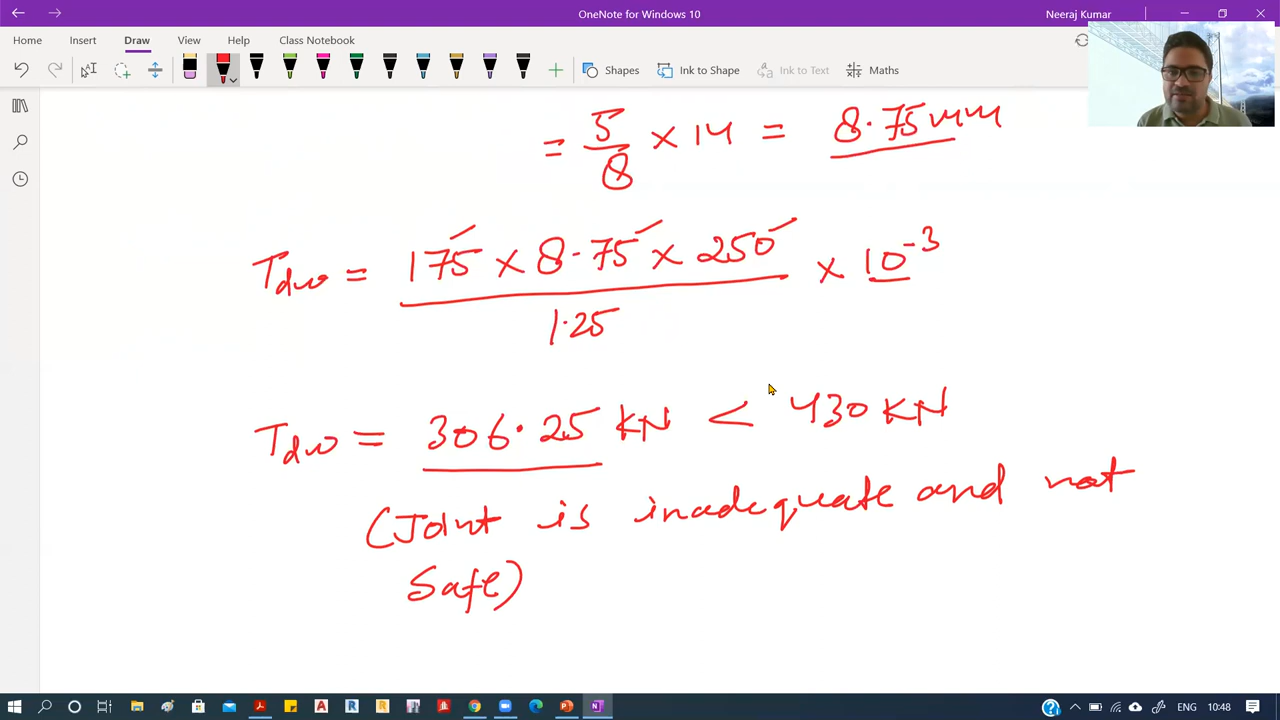 OneNote for Windows 10
Neeraj Kumar
Home Insert Draw View Help Class Notebook
Shapes Ink to Shape Ink to Text Maths
= 5/8 × 14 = 8.75mm
Tdw = 175 × 8.75 × 250 / 1.25 × 10^-3
Tdw = 306.25 KN < 430 KN
(Joint is inadequate and not
Safe)
ENG 10:48